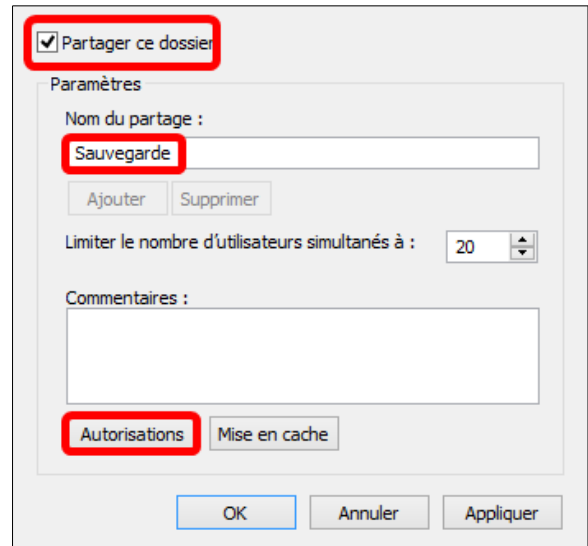 Partager ce dossier
Paramètres
Nom du partage :
Sauvegarde
Ajouter Supprimer
Limiter le nombre d'utilisateurs simultanés à : 20
Commentaires :
Autorisations Mise en cache
OK Annuler Appliquer